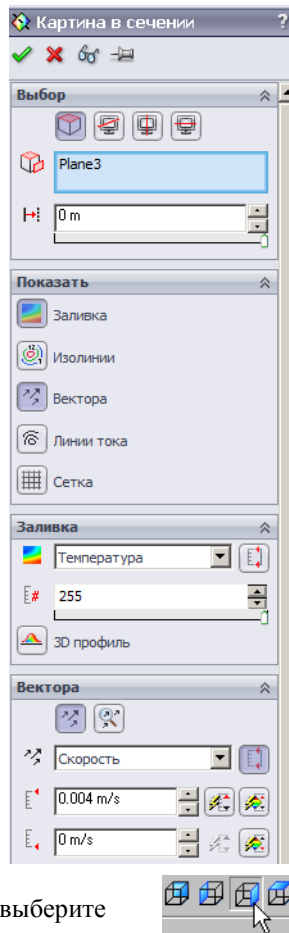 Картина в сечении ?
Выбор
Plane3
0 m
Показать
Заливка
Изолинии
Вектора
Линии тока
Сетка
Заливка
Температура
255
3D профиль
Вектора
Скорость
0.004 m/s
0 m/s
выберите